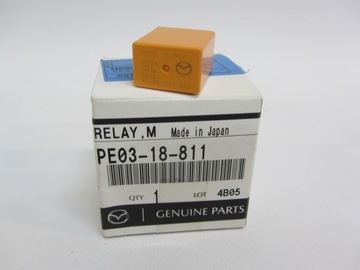 RELAY,M Made in Japan
PE03-18-811
QTY 1 LOT 4B05
GENUINE PARTS